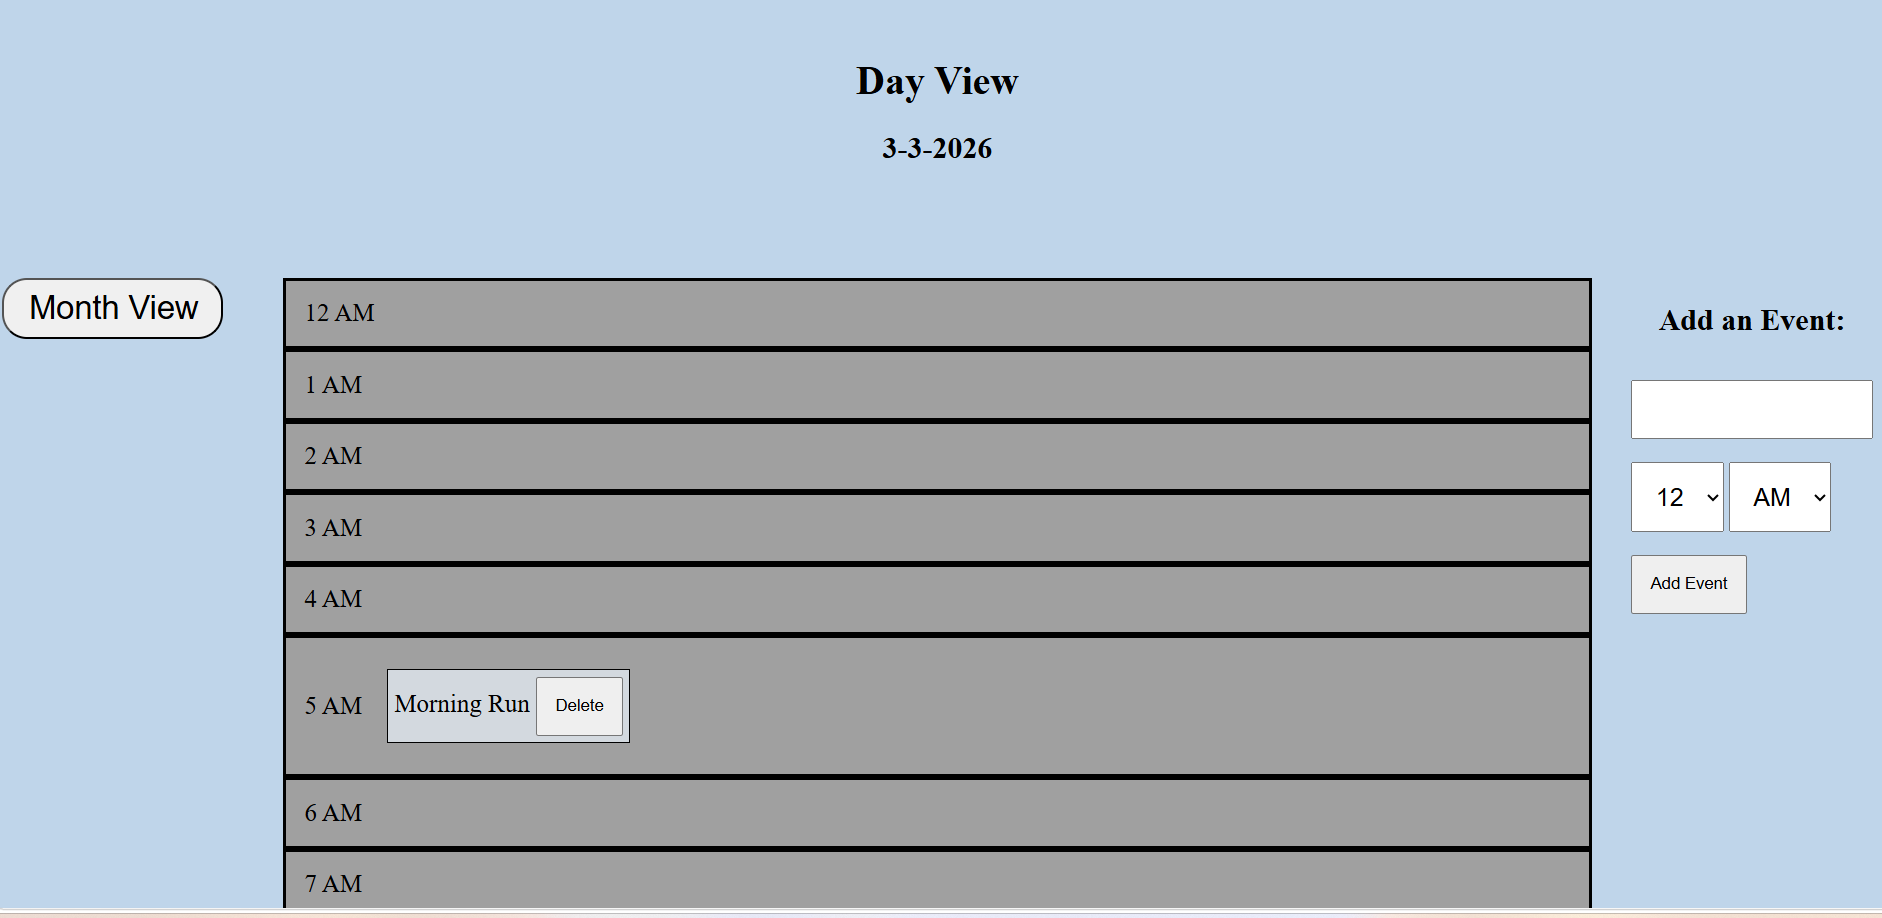 Day View
3-3-2026
Month View
12 AM
1 AM
2 AM
3 AM
4 AM
5 AM Morning Run Delete
6 AM
7 AM
Add an Event:
12 AM
Add Event